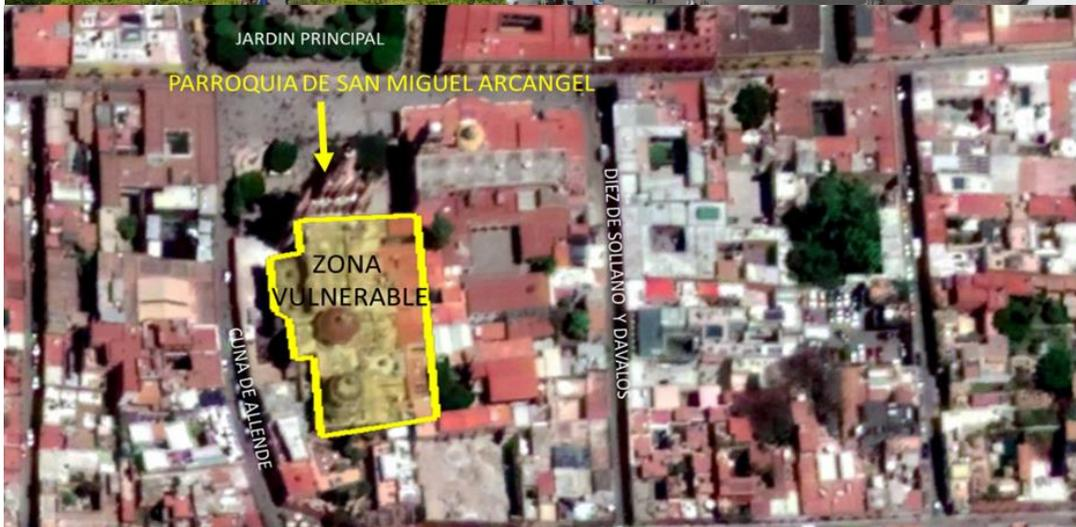 JARDIN PRINCIPAL
PARROQUIA DE SAN MIGUEL ARCANGEL
ZONA
VULNERABLE
CUNA DE ALLENDE
DIEZ DE SOLLANO Y DAVALOS